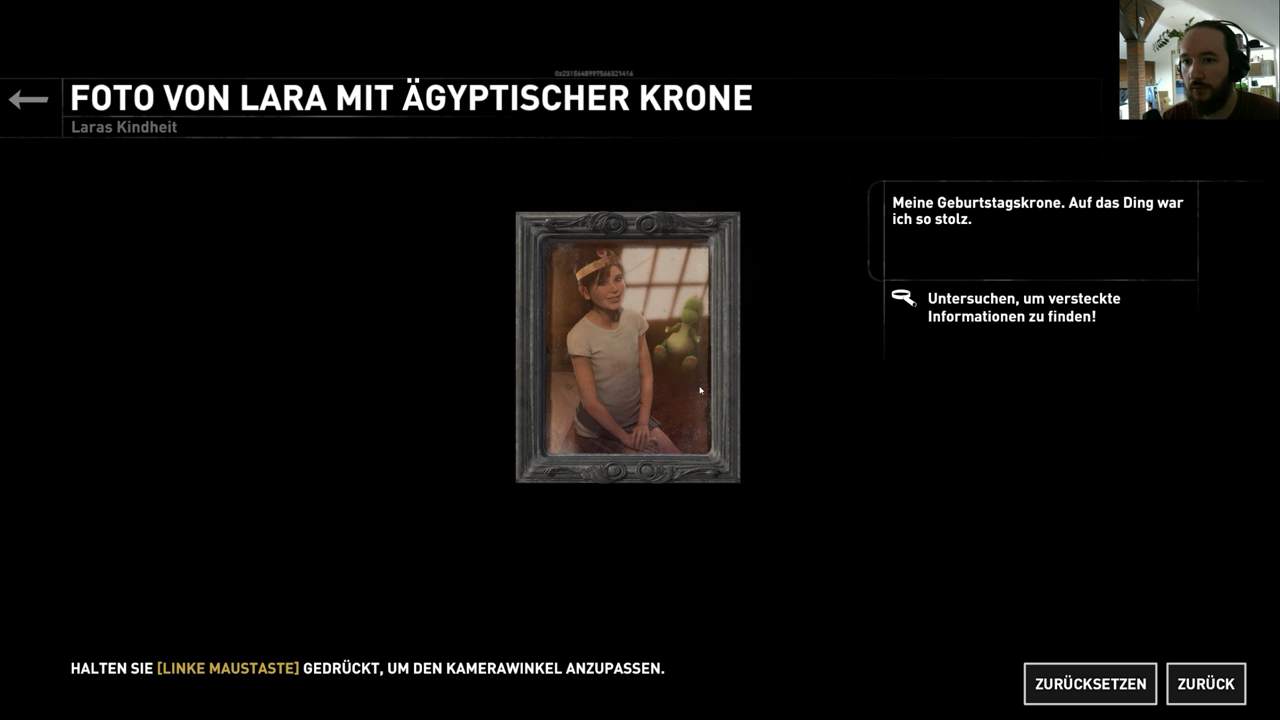 FOTO VON LARA MIT ÄGYPTISCHER KRONE
Laras Kindheit
Meine Geburtstagskrone. Auf das Ding war
ich so stolz.
Untersuchen, um versteckte
Informationen zu finden!
HALTEN SIE [LINKE MAUSTASTE] GEDRÜCKT, UM DEN KAMERAWINKEL ANZUPASSEN.
ZURÜCKSETZEN
ZURÜCK